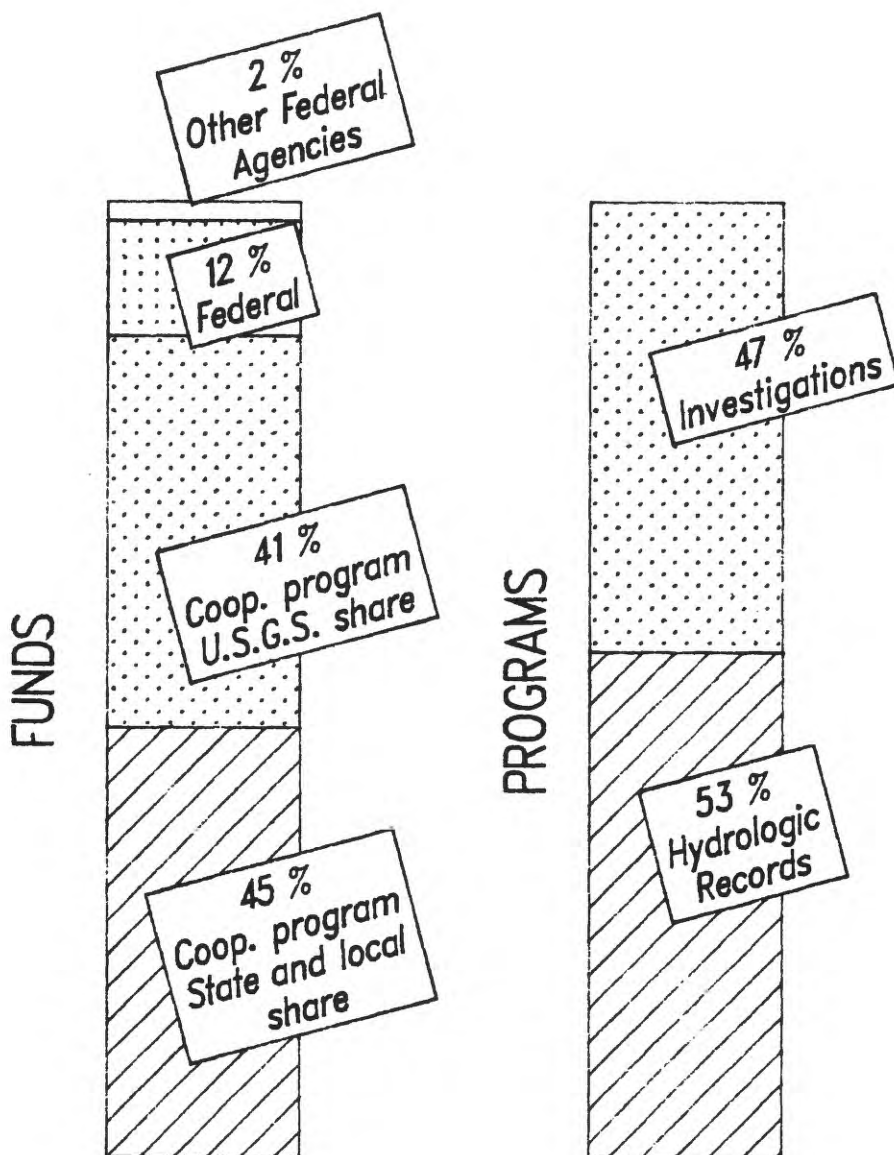 FUNDS
2 %
Other Federal
Agencies
12 %
Federal
41 %
Coop. program
U.S.G.S. share
45 %
Coop. program
State and local
share
PROGRAMS
47 %
Investigations
53 %
Hydrologic
Records